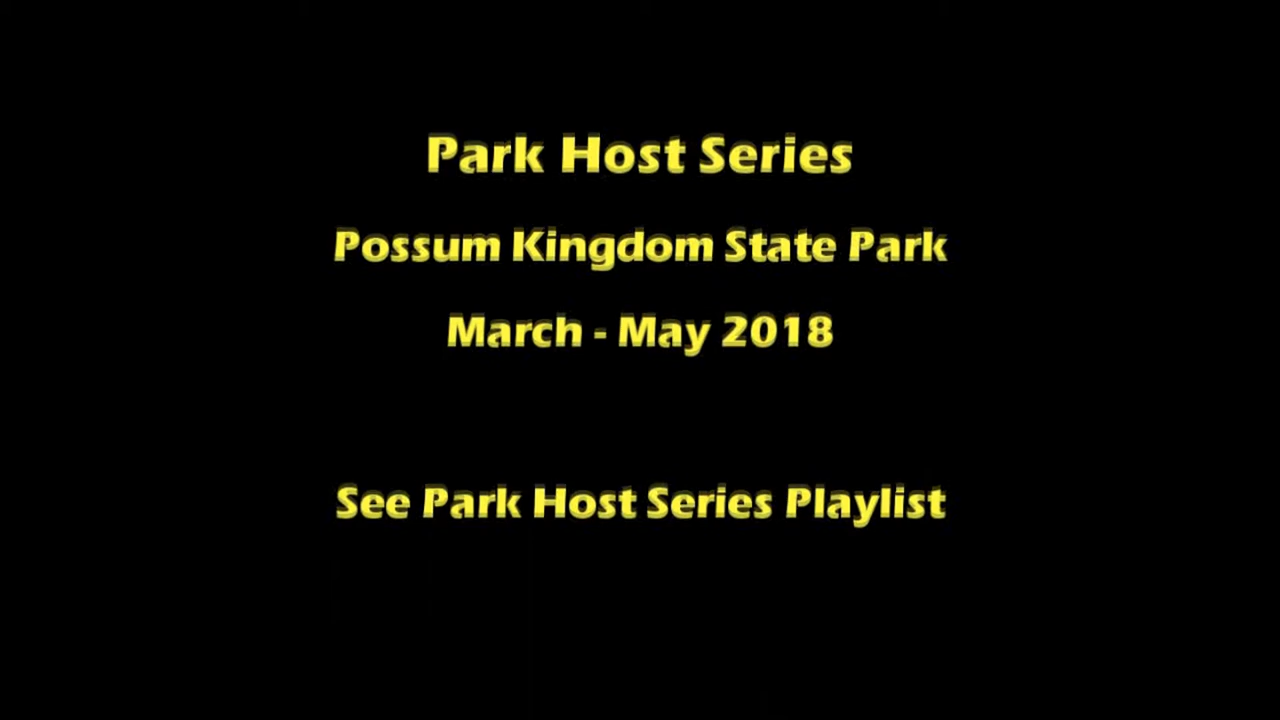 Park Host Series
Possum Kingdom State Park
March - May 2018
See Park Host Series Playlist